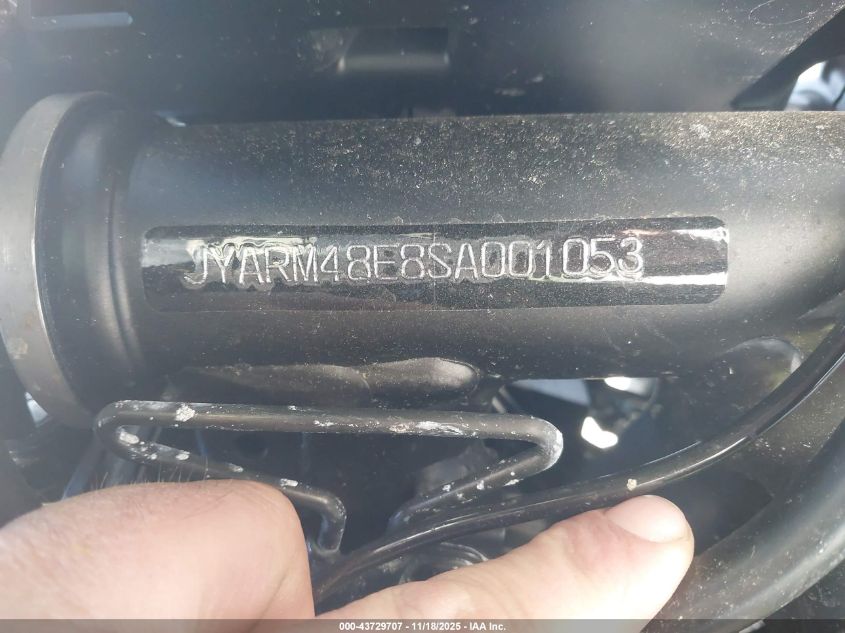 JYARM48E8SA001053
000-43729707 - 11/18/2025 - IAA Inc.